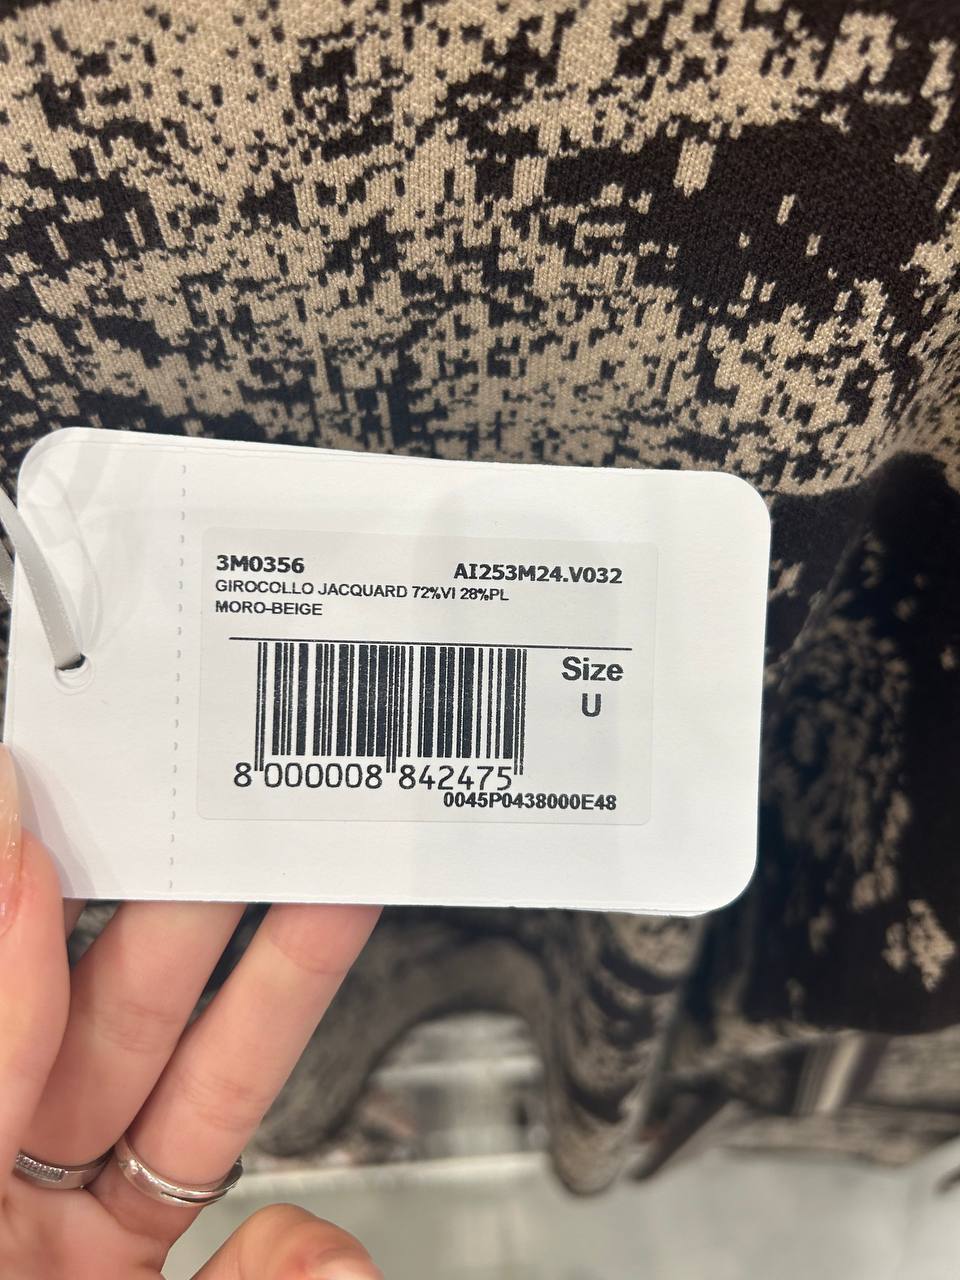 3M0356
AI253M24.V032
GIROCOLLO JACQUARD 72%VI 28%PL
MORO-BEIGE
Size
U
8 000008 842475
0045P0438000E48